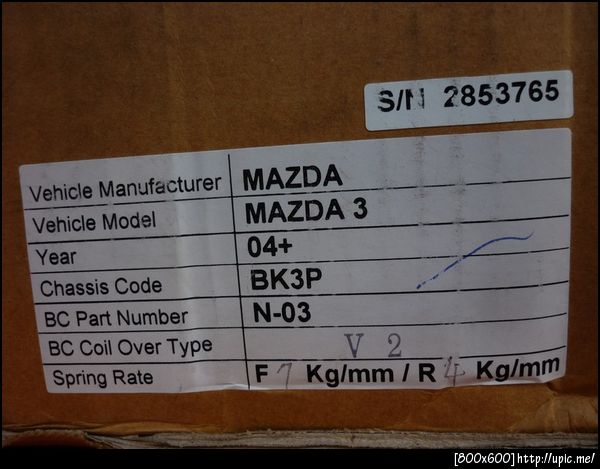 S/N 2853765
Vehicle Manufacturer MAZDA
Vehicle Model MAZDA 3
Year 04+
Chassis Code BK3P
BC Part Number N-03
BC Coil Over Type V 2
Spring Rate F 7 Kg/mm / R 4 Kg/mm
[800x600] http://upic.me/